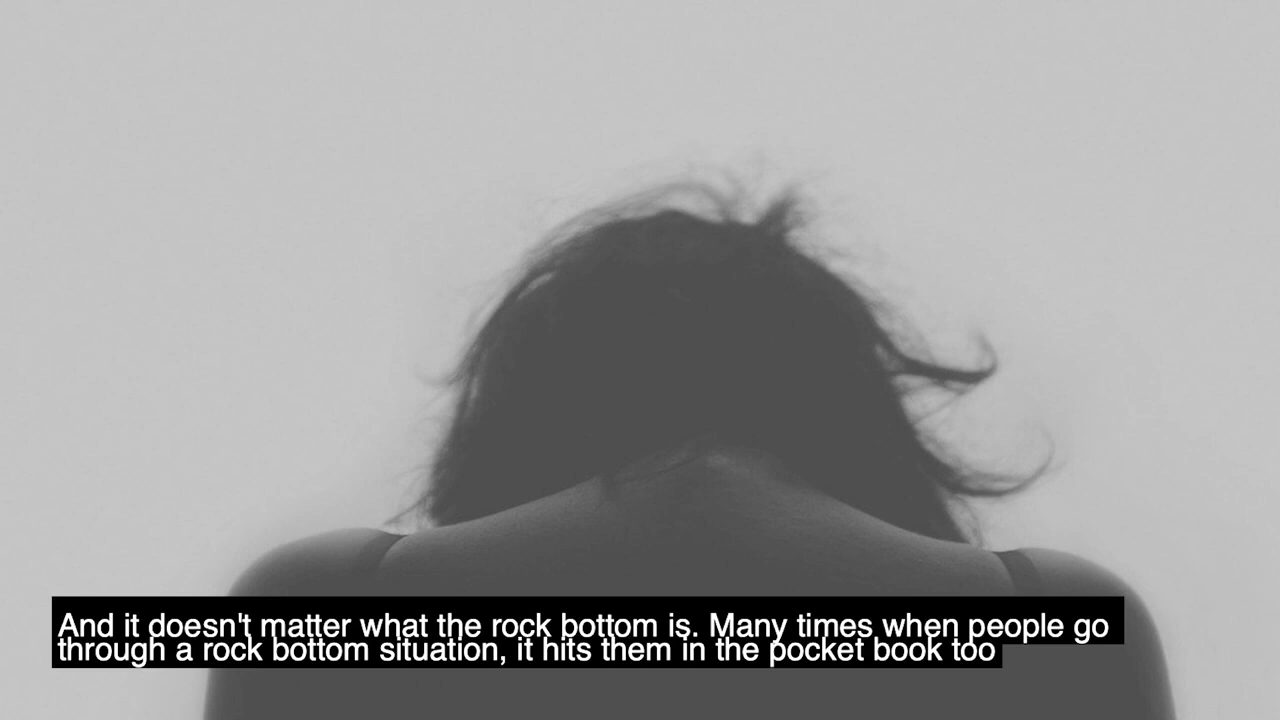 And it doesn't matter what the rock bottom is. Many times when people go
through a rock bottom situation, it hits them in the pocket book too